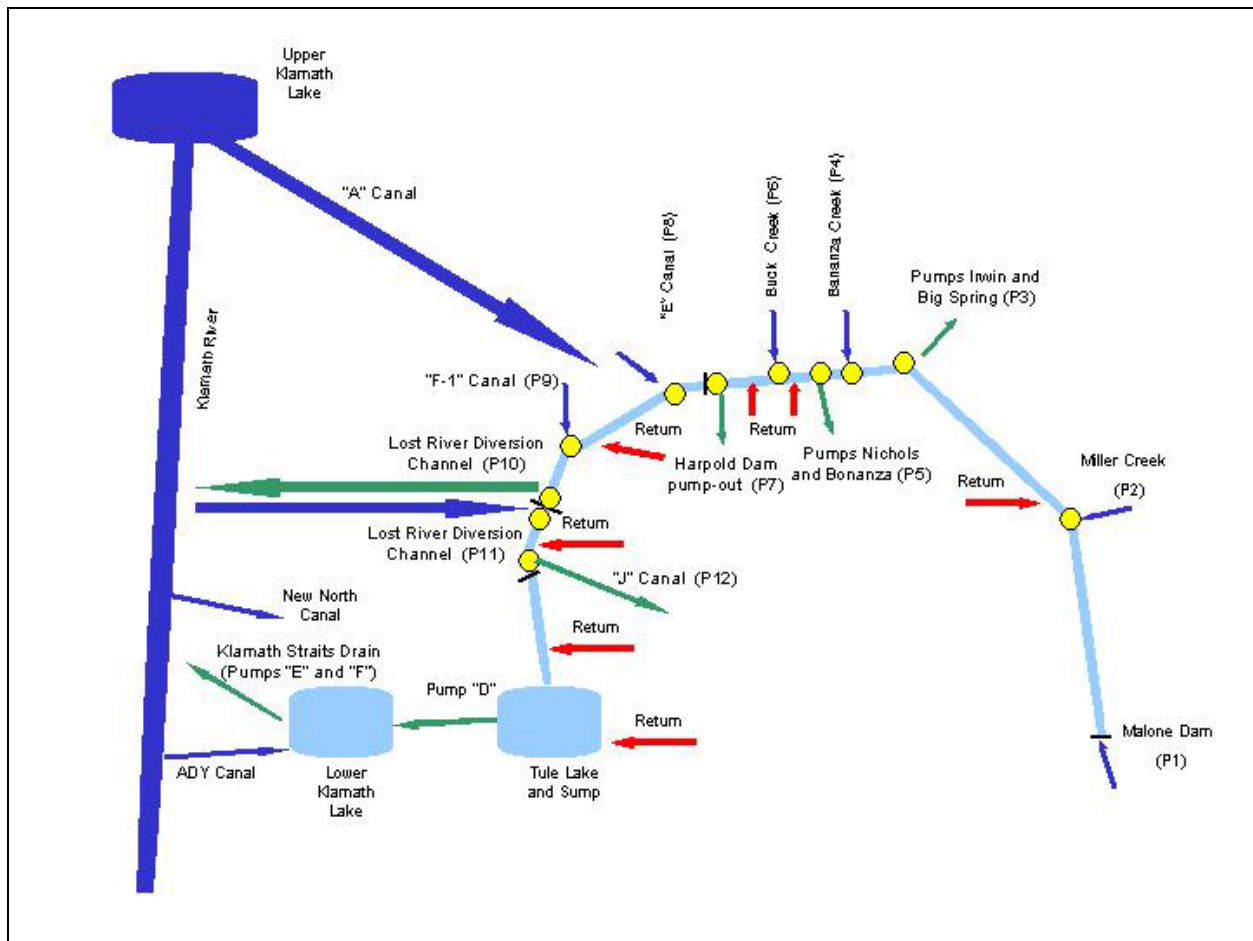 Upper
Klamath
Lake
"A" Canal
Klamath River
"E" Canal (P8)
Buck Creek (P6)
Bananza Creek (P4)
Pumps Irwin and
Big Spring (P3)
"F-1" Canal (P9)
Return
Return
Harpold Dam
pump-out (P7)
Pumps Nichols
and Bonanza (P5)
Lost River Diversion
Channel (P10)
Return
Miller Creek
(P2)
Lost River Diversion
Channel (P11)
Return
"J" Canal (P12)
New North
Canal
Return
Klamath Straits Drain
(Pumps "E" and "F")
Pump "D"
Return
Malone Dam
(P1)
ADY Canal
Lower
Klamath
Lake
Tule Lake
and Sump